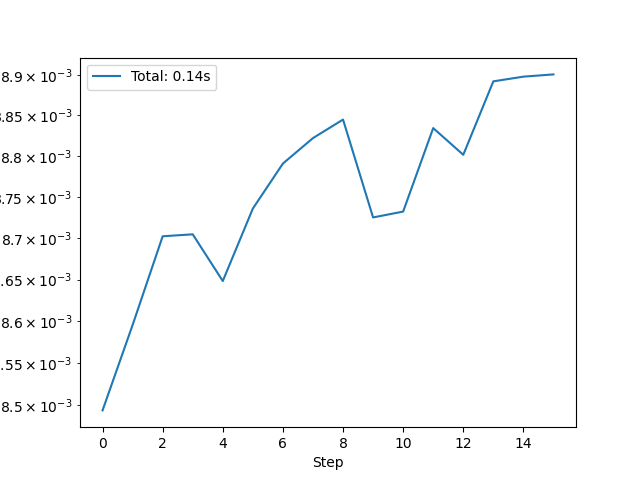 Total: 0.14s
8.9 × 10⁻³
8.85 × 10⁻³
8.8 × 10⁻³
8.75 × 10⁻³
8.7 × 10⁻³
.65 × 10⁻³
8.6 × 10⁻³
.55 × 10⁻³
8.5 × 10⁻³
0 2 4 6 8 10 12 14
Step